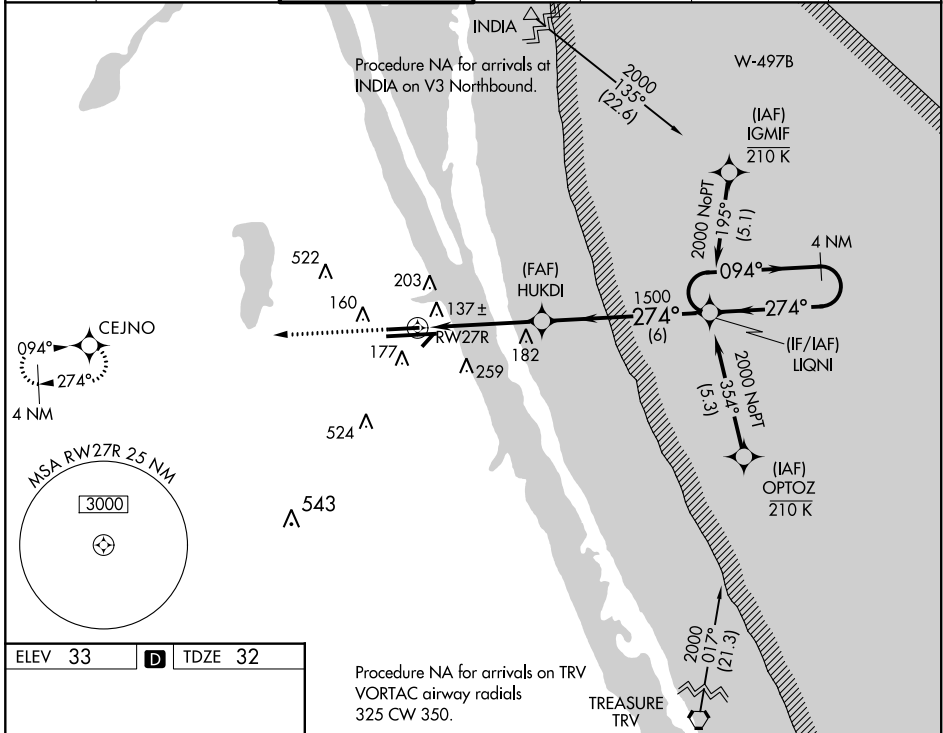 INDIA
Procedure NA for arrivals at
INDIA on V3 Northbound.
2000
135°
(22.6)
W-497B
(IAF)
IGMIF
210 K
2000 NoPT
195°
(5.1)
4 NM
094°
274°
522
203
160
137±
(FAF)
HUKDI
1500
274°
(6)
(IF/IAF)
LIQNI
RW27R
182
177
259
CEJNO
094°
274°
4 NM
2000 NoPT
354°
(5.3)
524
(IAF)
OPTOZ
210 K
MSA RW27R 25 NM
3000
543
2000
017°
(21.3)
ELEV 33
D
TDZE 32
Procedure NA for arrivals on TRV
VORTAC airway radials
325 CW 350.
TREASURE
TRV